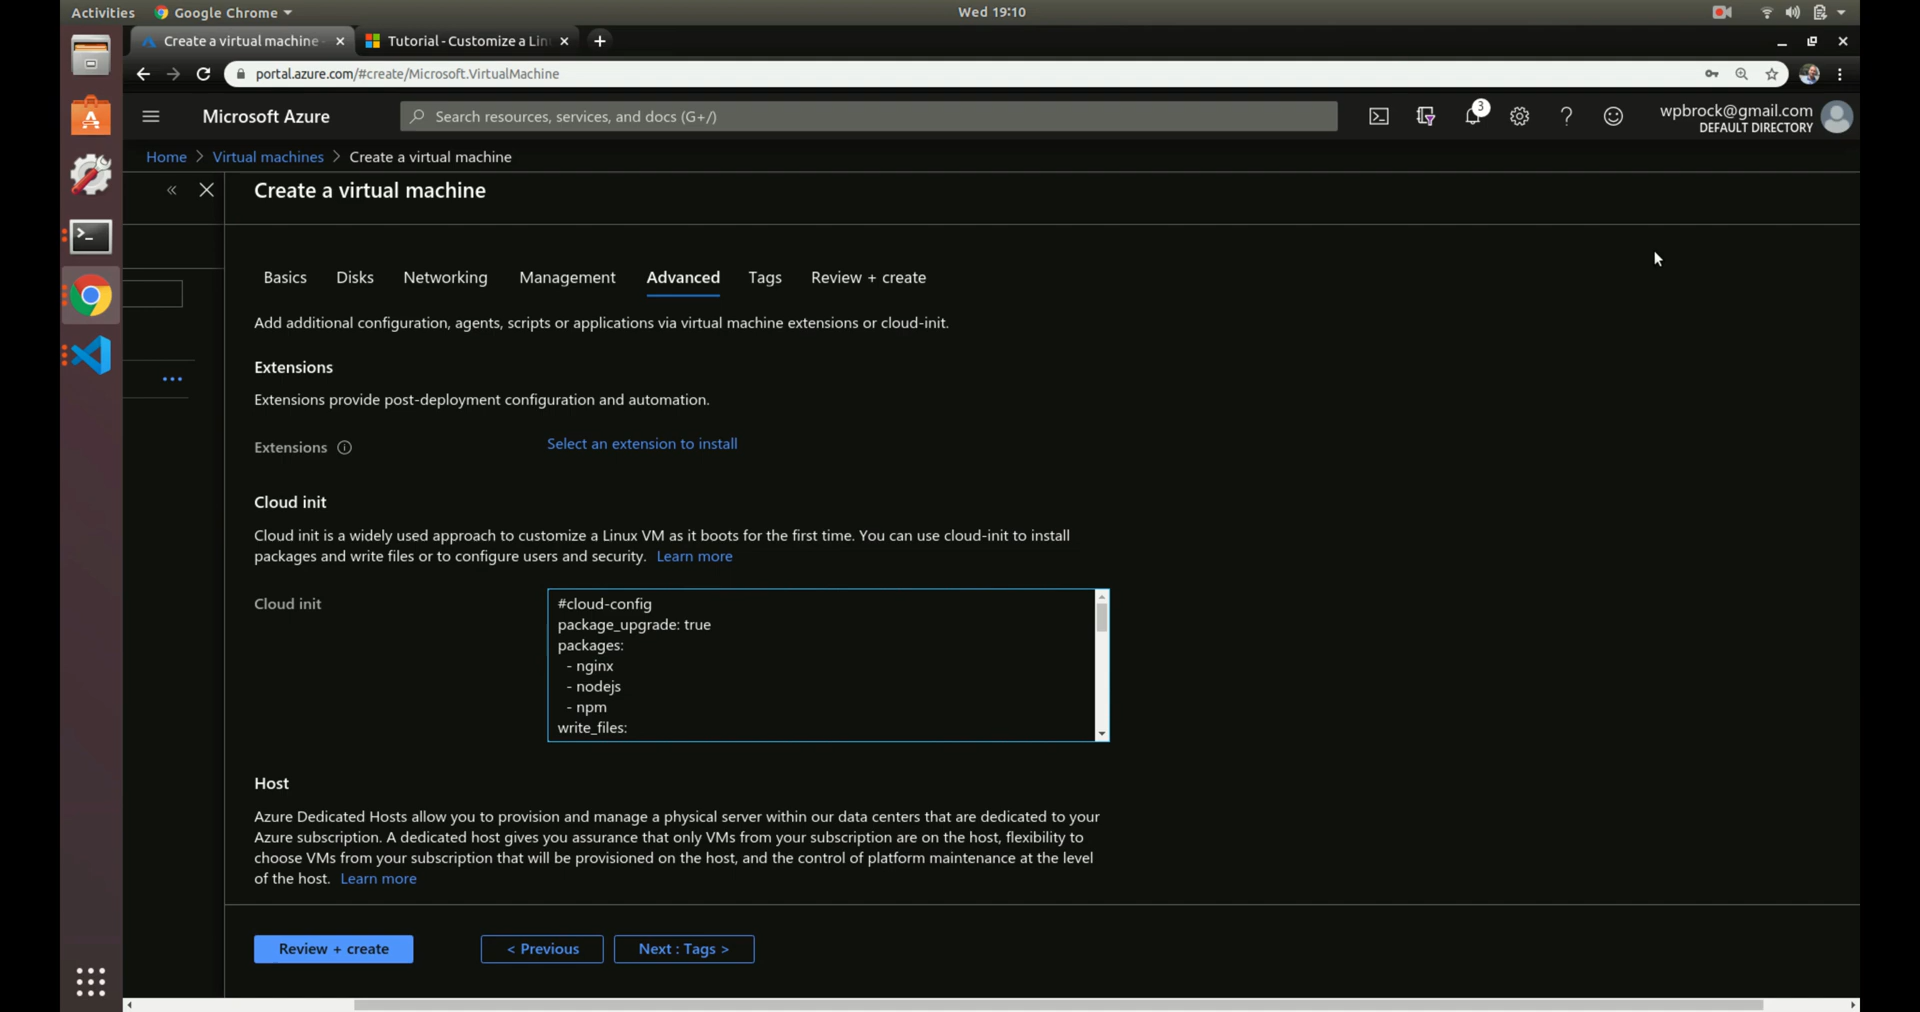 Activities
Google Chrome
Wed 19:10
Create a virtual machine -
Tutorial - Customize a Lin
portal.azure.com/#create/Microsoft.VirtualMachine
Microsoft Azure
Search resources, services, and docs (G+/)
3
wpbrock@gmail.com
DEFAULT DIRECTORY
Home > Virtual machines > Create a virtual machine
Create a virtual machine
Basics
Disks
Networking
Management
Advanced
Tags
Review + create
Add additional configuration, agents, scripts or applications via virtual machine extensions or cloud-init.
Extensions
Extensions provide post-deployment configuration and automation.
Extensions
Select an extension to install
Cloud init
Cloud init is a widely used approach to customize a Linux VM as it boots for the first time. You can use cloud-init to install
packages and write files or to configure users and security. Learn more
Cloud init
#cloud-config
package_upgrade: true
packages:
- nginx
- nodejs
- npm
write_files:
Host
Azure Dedicated Hosts allow you to provision and manage a physical server within our data centers that are dedicated to your
Azure subscription. A dedicated host gives you assurance that only VMs from your subscription are on the host, flexibility to
choose VMs from your subscription that will be provisioned on the host, and the control of platform maintenance at the level
of the host. Learn more
Review + create
< Previous
Next : Tags >